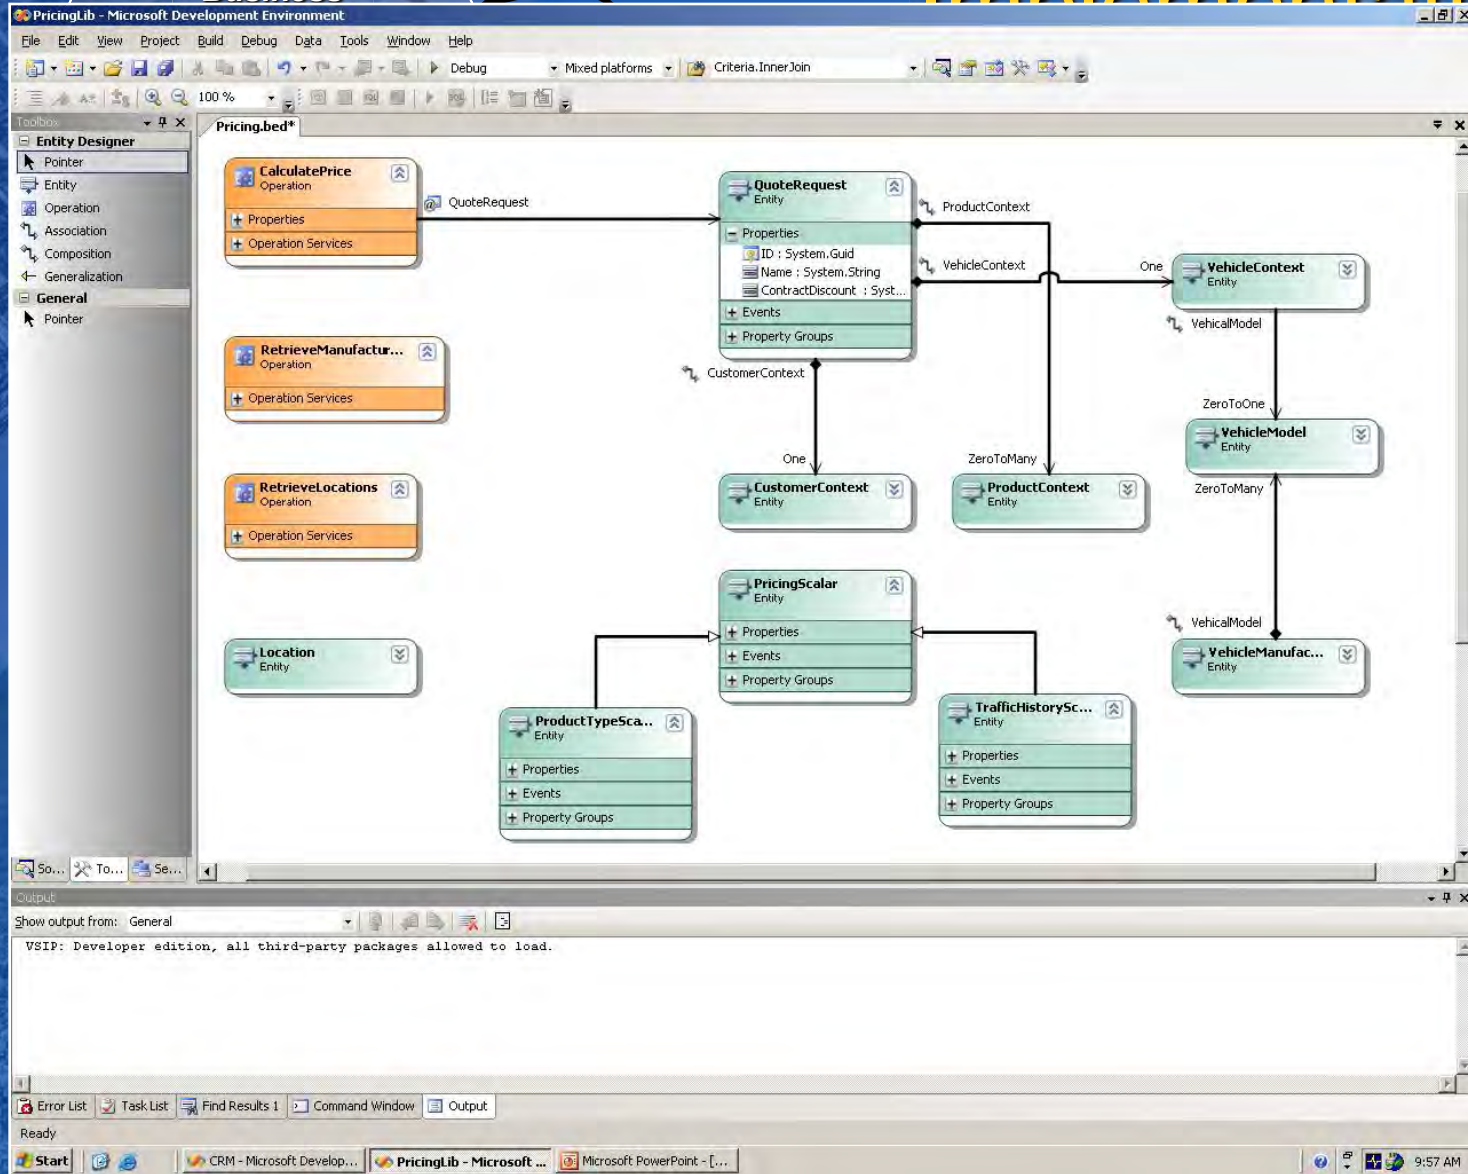 Business
PricingLib - Microsoft Development Environment
File Edit View Project Build Debug Data Tools Window Help
Debug Mixed platforms Criteria.InnerJoin
100 %
Toolbox
Pricing.bed*
Entity Designer
Pointer
Entity
Operation
Association
Composition
Generalization
General
Pointer
CalculatePrice
Operation
Properties
Operation Services
QuoteRequest
QuoteRequest
Entity
Properties
ID : System.Guid
Name : System.String
ContractDiscount : Syst...
Events
Property Groups
ProductContext
VehicleContext
One
VehicleContext
Entity
VehicalModel
RetrieveManufactur...
Operation
Operation Services
CustomerContext
ZeroToOne
VehicleModel
Entity
ZeroToMany
One
ZeroToMany
RetrieveLocations
Operation
Operation Services
CustomerContext
Entity
ProductContext
Entity
PricingScalar
Entity
Properties
Events
Property Groups
VehicalModel
VehicleManufac...
Entity
Location
Entity
ProductTypeSca...
Entity
Properties
Events
Property Groups
TrafficHistorySc...
Entity
Properties
Events
Property Groups
So... To... Se...
Output
Show output from: General
VSIP: Developer edition, all third-party packages allowed to load.
Error List Task List Find Results 1 Command Window Output
Ready
Start CRM - Microsoft Develop... PricingLib - Microsoft ... Microsoft PowerPoint - [... 9:57 AM